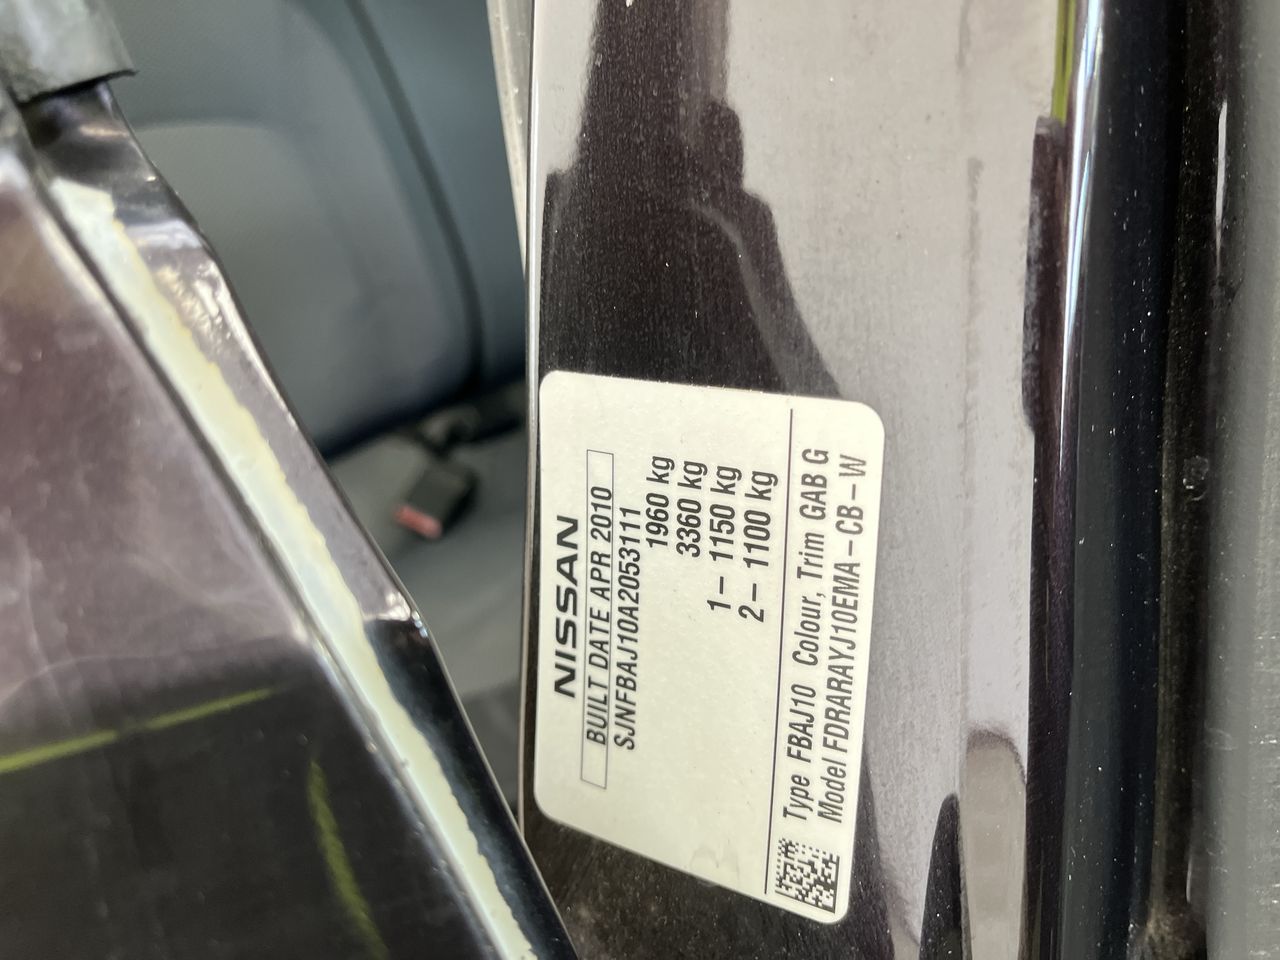 NISSAN
BUILT DATE APR 2010
SJNFBAJ10A2053111
1960 kg
3360 kg
1 – 1150 kg
2 – 1100 kg
Type FBAJ10 Colour, Trim GAB G
Model FDRARAYJ10EMA – CB – W